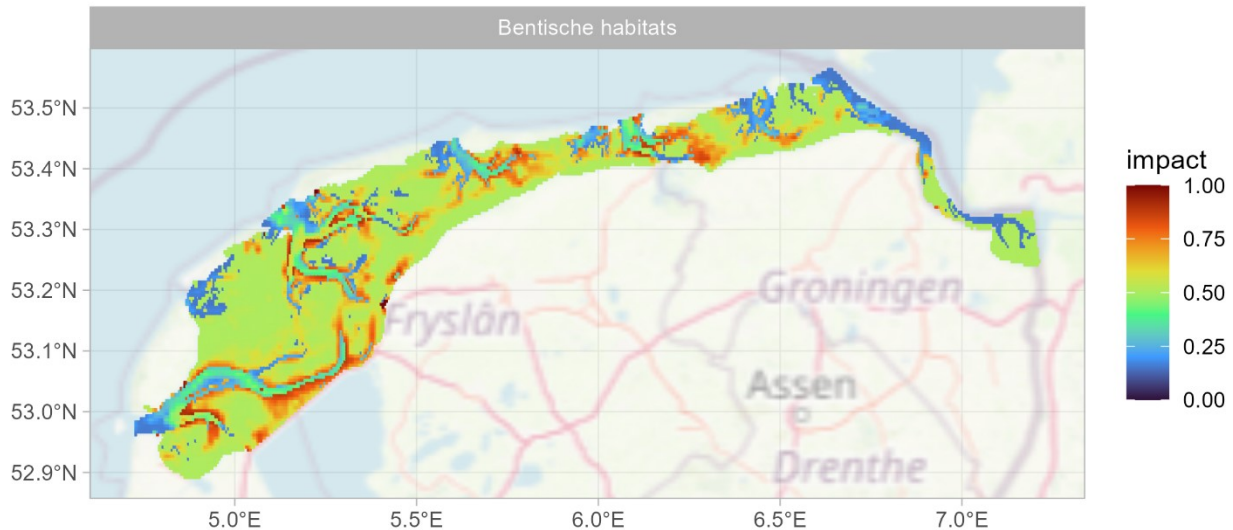 Bentische habitats
53.5°N
53.4°N
53.3°N
53.2°N
53.1°N
53.0°N
52.9°N
Groningen
Fryslân
Assen
Drenthe
5.0°E 5.5°E 6.0°E 6.5°E 7.0°E
impact
1.00
0.75
0.50
0.25
0.00